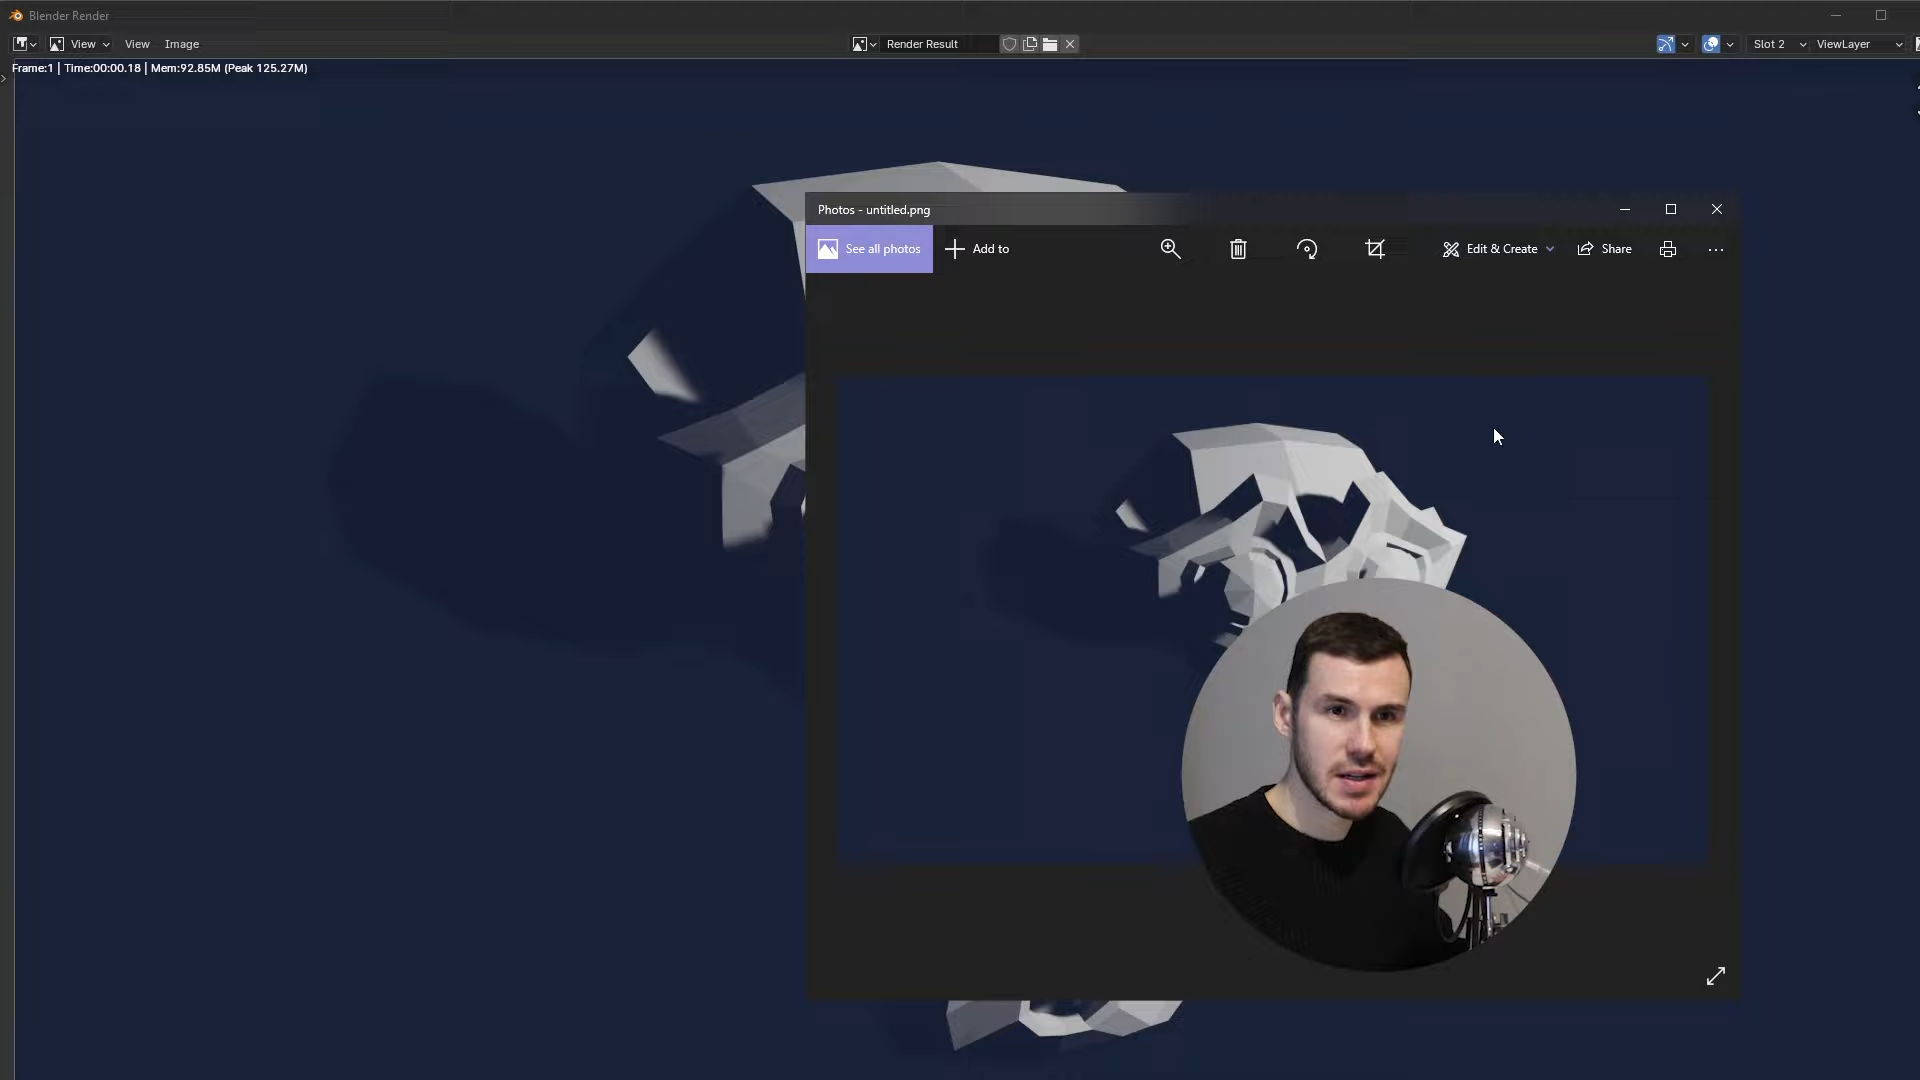 Blender Render
View View Image Render Result Slot 2 ViewLayer
Frame:1 | Time:00:00.18 | Mem:92.85M (Peak 125.27M)
Photos - untitled.png
See all photos Add to Edit & Create Share